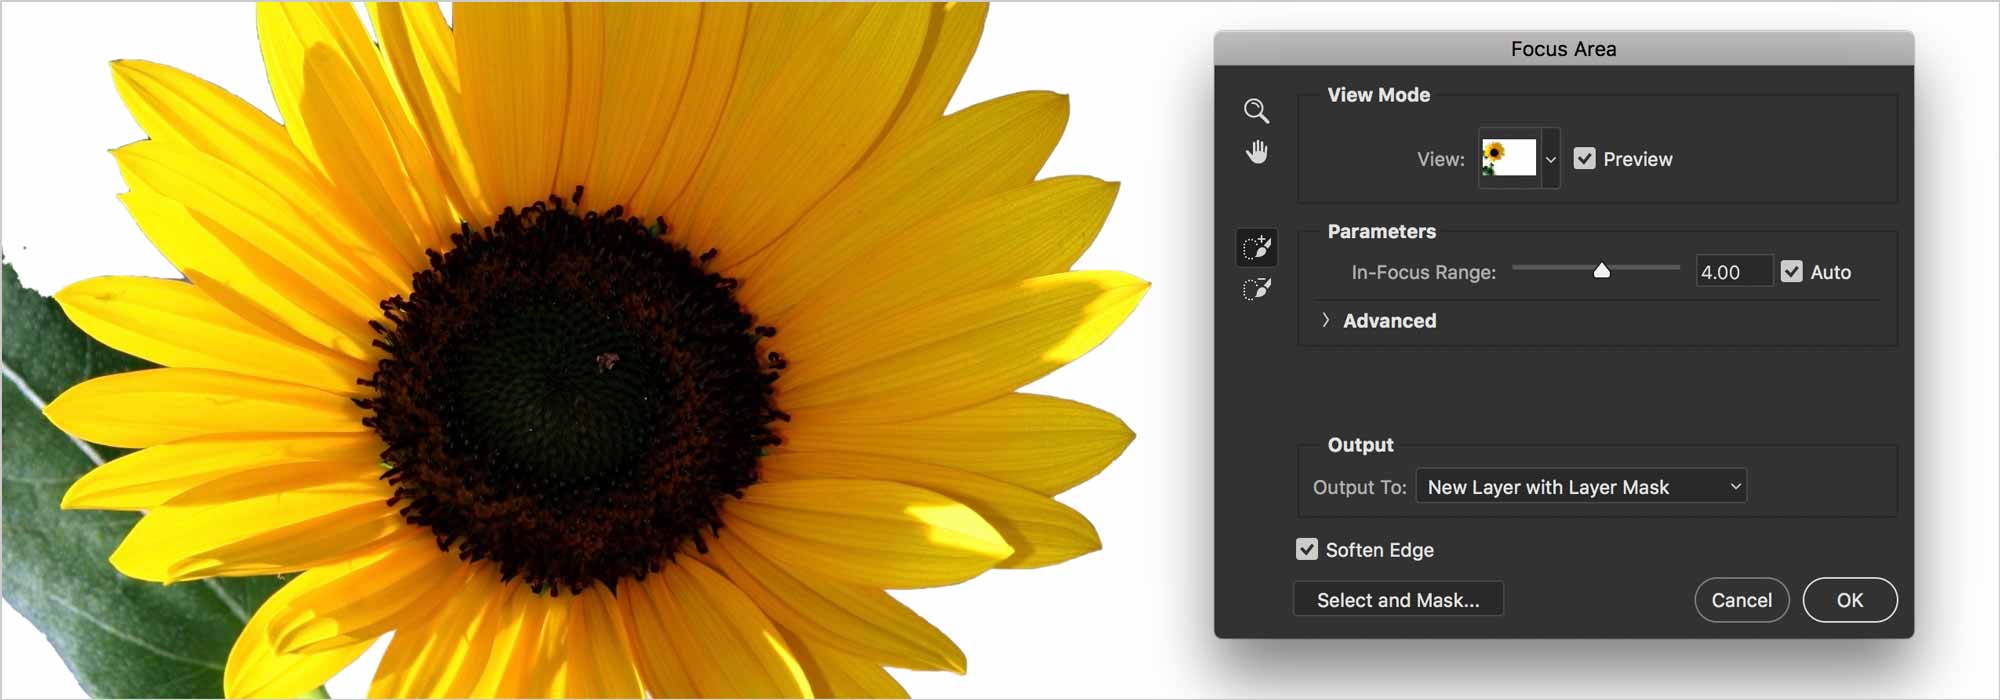 Focus Area
View Mode
View:
Preview
Parameters
In-Focus Range:
4.00
Auto
Advanced
Output
Output To:
New Layer with Layer Mask
Soften Edge
Select and Mask...
Cancel
OK